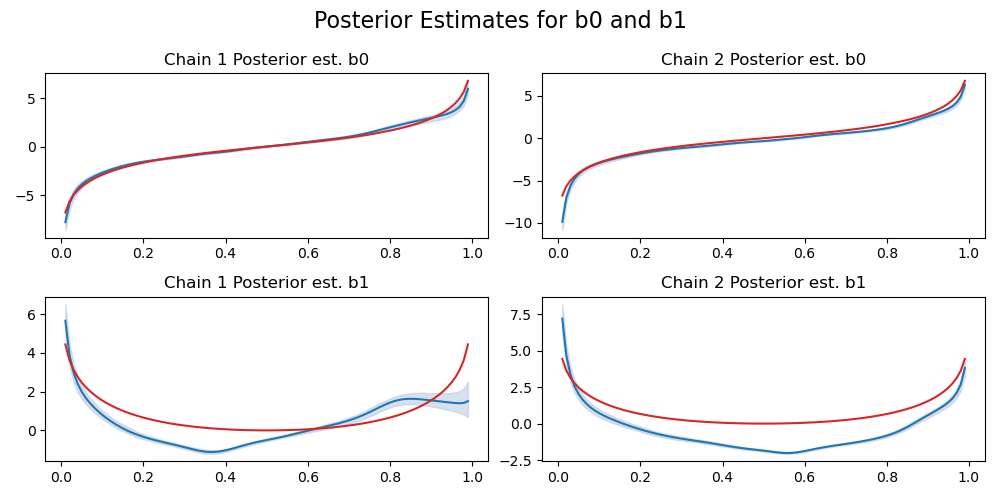 Posterior Estimates for b0 and b1
Chain 1 Posterior est. b0
5
0
−5
0.0 0.2 0.4 0.6 0.8 1.0
Chain 2 Posterior est. b0
5
0
−5
−10
0.0 0.2 0.4 0.6 0.8 1.0
Chain 1 Posterior est. b1
6
4
2
0
0.0 0.2 0.4 0.6 0.8 1.0
Chain 2 Posterior est. b1
7.5
5.0
2.5
0.0
−2.5
0.0 0.2 0.4 0.6 0.8 1.0